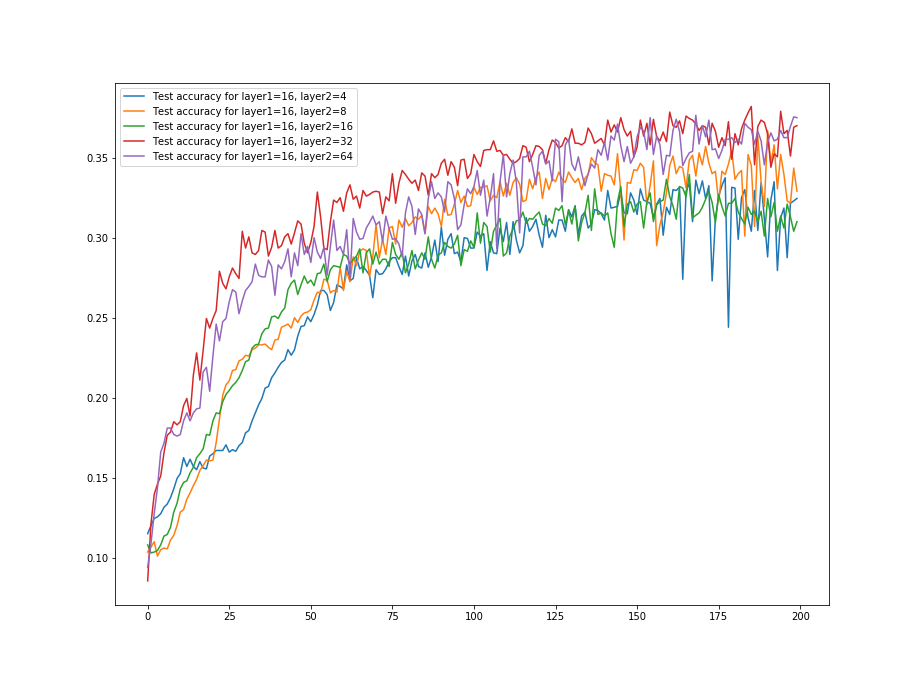 Test accuracy for layer1=16, layer2=4
Test accuracy for layer1=16, layer2=8
Test accuracy for layer1=16, layer2=16
Test accuracy for layer1=16, layer2=32
Test accuracy for layer1=16, layer2=64
0.35
0.30
0.25
0.20
0.15
0.10
0 25 50 75 100 125 150 175 200